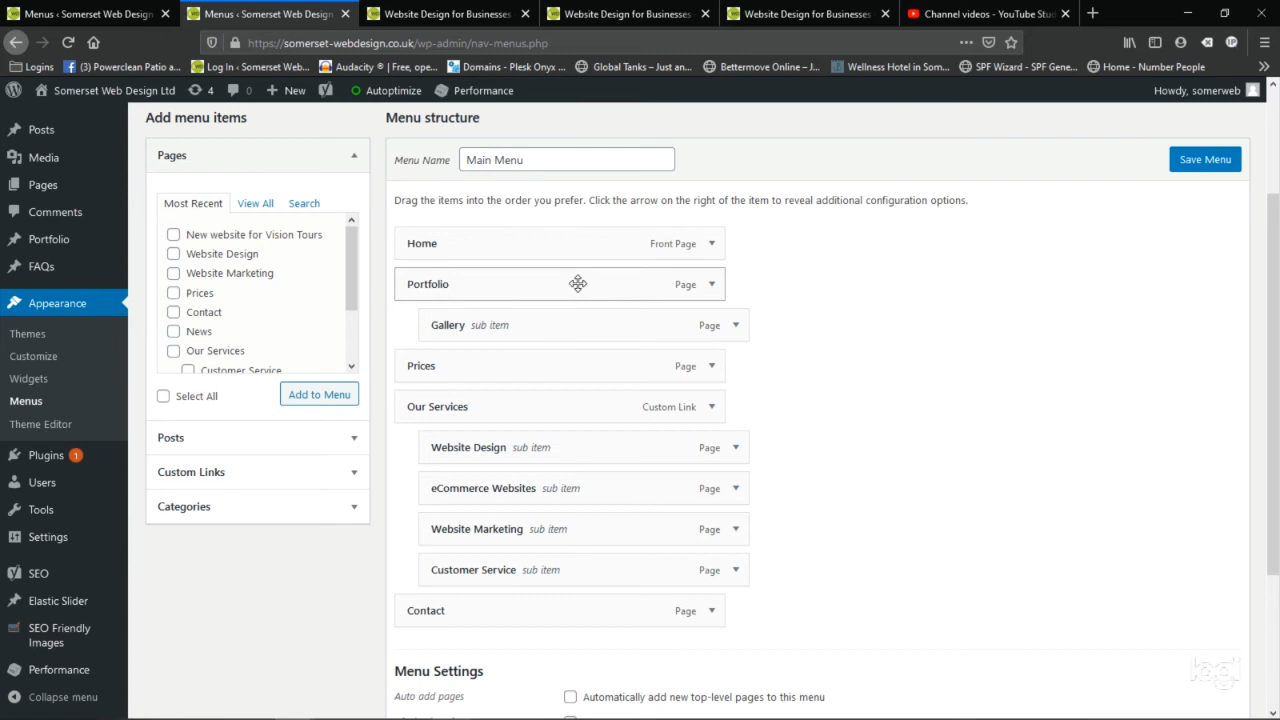 Menus ‹ Somerset Web Design
Menus ‹ Somerset Web Design
Website Design for Businesses
Website Design for Businesses
Website Design for Businesses
Channel videos - YouTube Stud
https://somerset-webdesign.co.uk/wp-admin/nav-menus.php
Logins
(3) Powerclean Patio a...
Log In ‹ Somerset Web...
Audacity ® | Free, ope...
Domains - Plesk Onyx ...
Global Tanks – Just an...
Bettermove Online – J...
Wellness Hotel in Som...
SPF Wizard - SPF Gene...
Home - Number People
Somerset Web Design Ltd
4
0
New
Autoptimize
Performance
Howdy, somerweb
Posts
Media
Pages
Comments
Portfolio
FAQs
Appearance
Themes
Customize
Widgets
Menus
Theme Editor
Plugins 1
Users
Tools
Settings
SEO
Elastic Slider
SEO Friendly
Images
Performance
Collapse menu
Add menu items
Pages
Most Recent
View All
Search
New website for Vision Tours
Website Design
Website Marketing
Prices
Contact
News
Our Services
Customer Service
Select All
Add to Menu
Posts
Custom Links
Categories
Menu structure
Menu Name
Main Menu
Save Menu
Drag the items into the order you prefer. Click the arrow on the right of the item to reveal additional configuration options.
Home Front Page
Portfolio Page
Gallery sub item Page
Prices Page
Our Services Custom Link
Website Design sub item Page
eCommerce Websites sub item Page
Website Marketing sub item Page
Customer Service sub item Page
Contact Page
Menu Settings
Auto add pages
Automatically add new top-level pages to this menu
logi